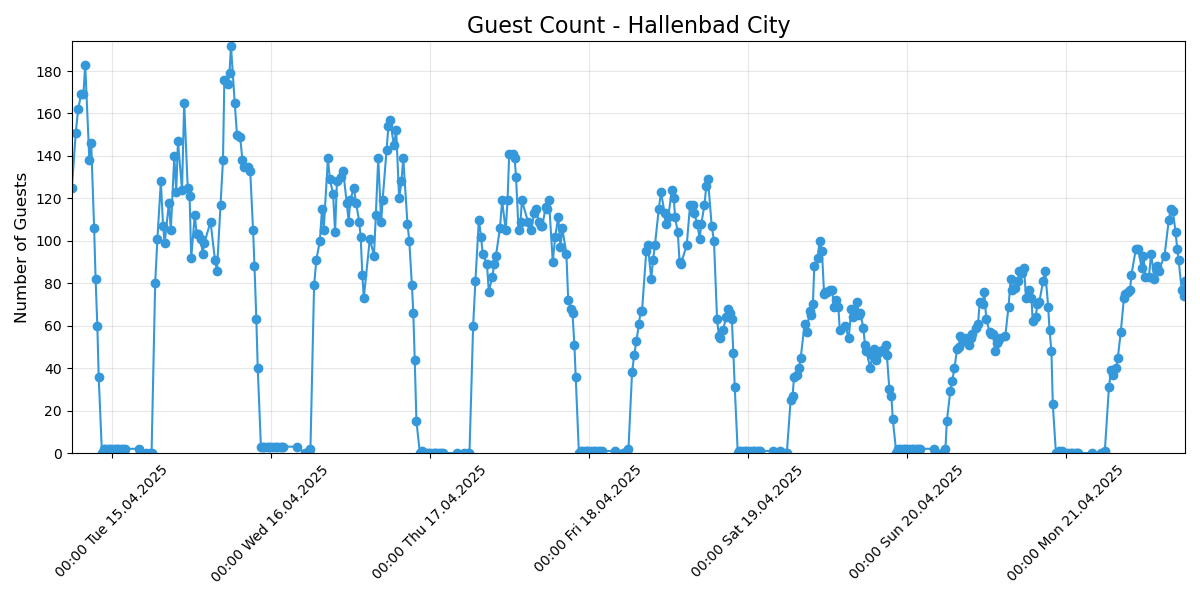 Guest Count - Hallenbad City
Number of Guests
180
160
140
120
100
80
60
40
20
0
00:00 Tue 15.04.2025
00:00 Wed 16.04.2025
00:00 Thu 17.04.2025
00:00 Fri 18.04.2025
00:00 Sat 19.04.2025
00:00 Sun 20.04.2025
00:00 Mon 21.04.2025